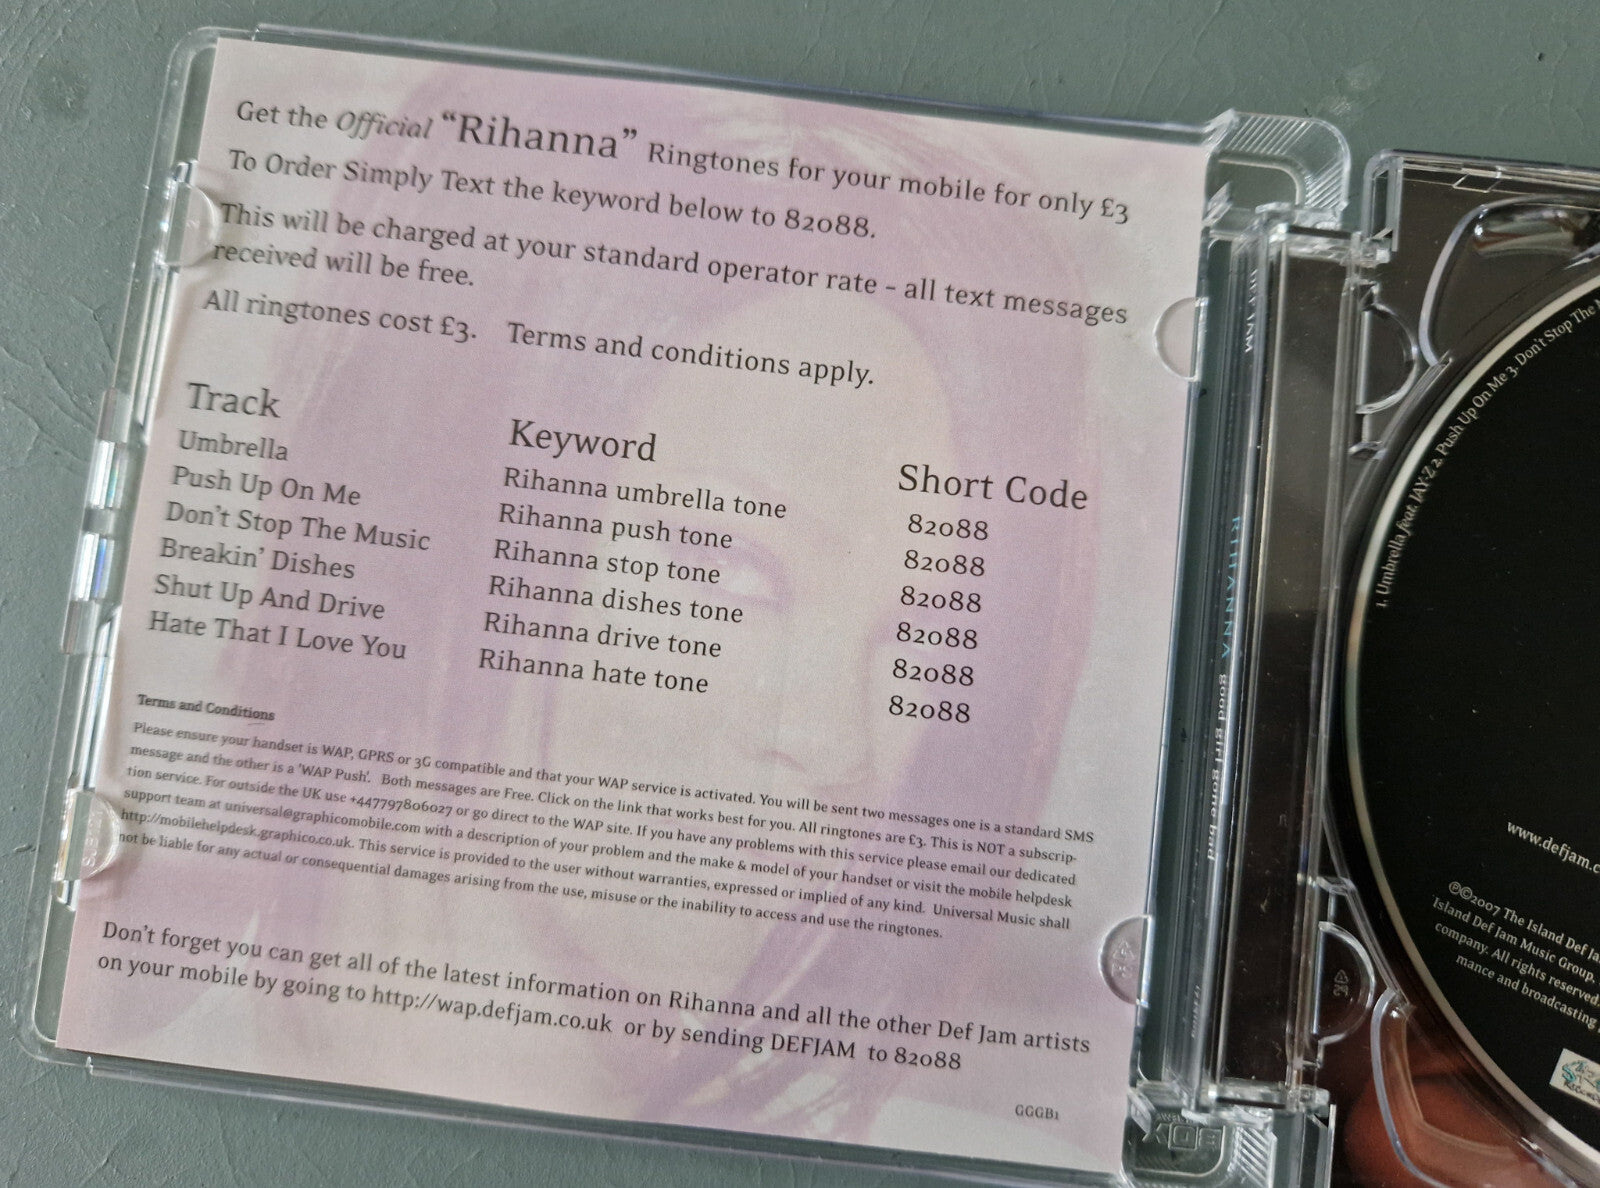 Get the Official “Rihanna” Ringtones for your mobile for only £3
To Order Simply Text the keyword below to 82088.
This will be charged at your standard operator rate - all text messages
received will be free.
All ringtones cost £3. Terms and conditions apply.
Track Keyword Short Code
Umbrella Rihanna umbrella tone 82088
Push Up On Me Rihanna push tone 82088
Don’t Stop The Music Rihanna stop tone 82088
Breakin’ Dishes Rihanna dishes tone 82088
Shut Up And Drive Rihanna drive tone 82088
Hate That I Love You Rihanna hate tone 82088
Terms and Conditions
Please ensure your handset is WAP, GPRS or 3G compatible and that your WAP service is activated. You will be sent two messages one is a standard SMS
message and the other is a 'WAP Push'. Both messages are Free. Click on the link that works best for you. All ringtones are £3. This is NOT a subscrip-
tion service. For outside the UK use +447797806027 or go direct to the WAP site. If you have any problems with this service please email our dedicated
support team at universal@graphicomobile.com with a description of your problem and the make & model of your handset or visit the mobile helpdesk
http://mobilehelpdesk.graphico.co.uk. This service is provided to the user without warranties, expressed or implied of any kind. Universal Music shall
not be liable for any actual or consequential damages arising from the use, misuse or the inability to access and use the ringtones.
Don’t forget you can get all of the latest information on Rihanna and all the other Def Jam artists
on your mobile by going to http://wap.defjam.co.uk or by sending DEFJAM to 82088
GGGB1
DEF JAM
RIHANNA good girl gone bad
1. Umbrella feat. JAY-Z 2. Push Up On Me 3. Don't Stop The
www.defjam.c
℗©2007 The Island Def Ja
Island Def Jam Music Group,
company. All rights reserved.
mance and broadcasting